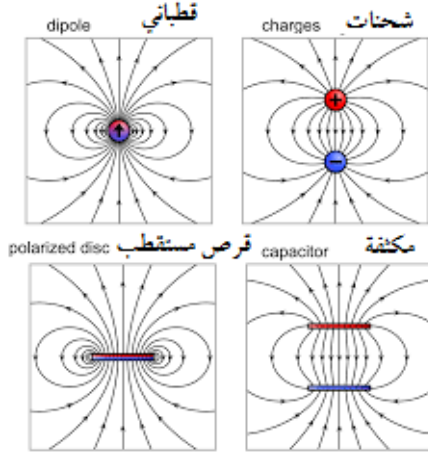 dipole قطباني
charges شحنات
polarized disc قرص مستقطب
capacitor مكثفة